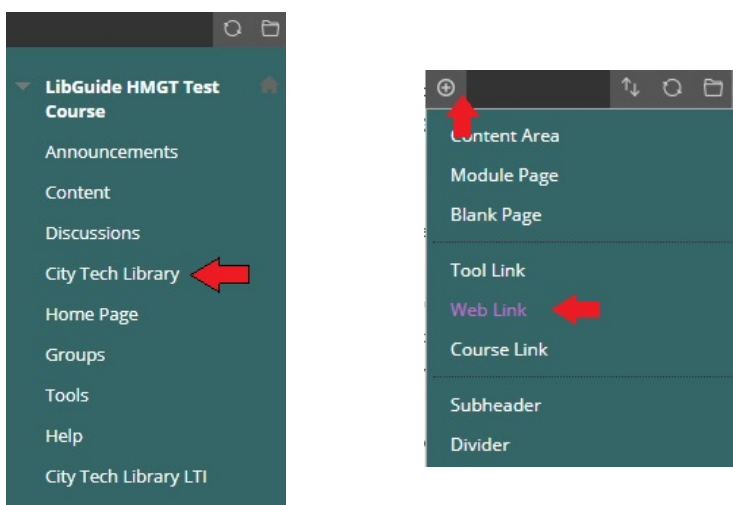 LibGuide HMGT Test
Course
Announcements
Content
Discussions
City Tech Library
Home Page
Groups
Tools
Help
City Tech Library LTI
Content Area
Module Page
Blank Page
Tool Link
Web Link
Course Link
Subheader
Divider